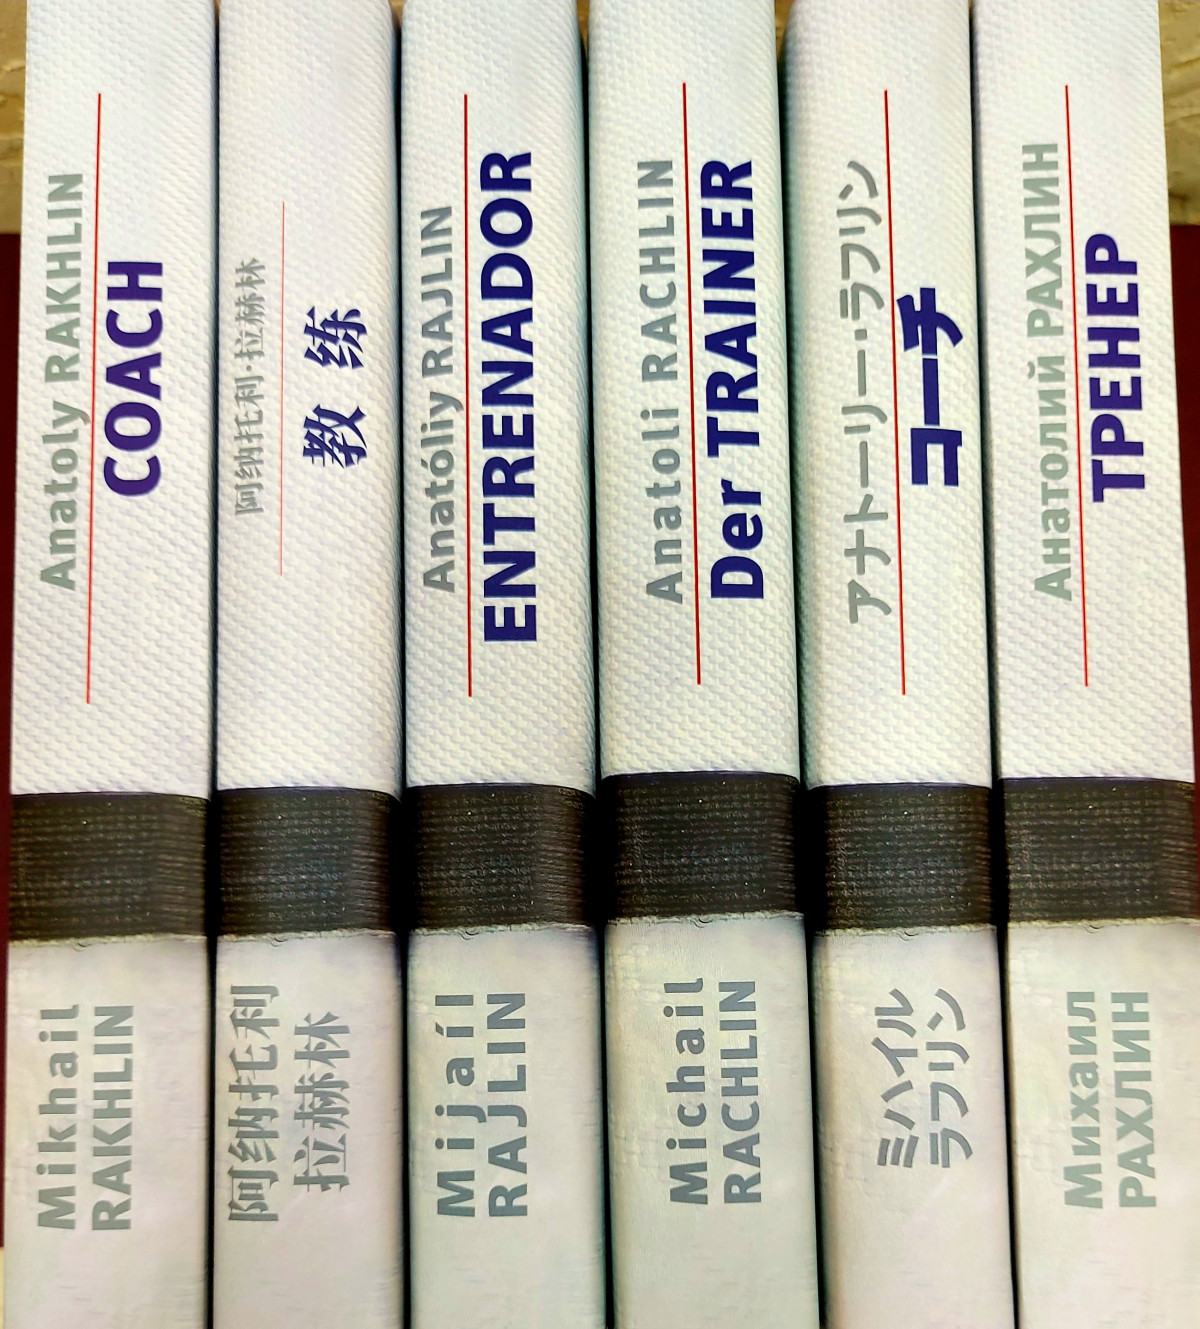 Anatoly RAKHLIN
COACH
Mikhail
RAKHLIN
阿纳托利·拉赫林
教练
阿纳托利
拉赫林
Anatóliy RAJLIN
ENTRENADOR
Mijaíl
RAJLIN
Anatoli RACHLIN
Der TRAINER
Michail
RACHLIN
アナトーリー・ラフリン
コーチ
ミハイル
ラフリン
Анатолий РАХЛИН
ТРЕНЕР
Михаил
РАХЛИН